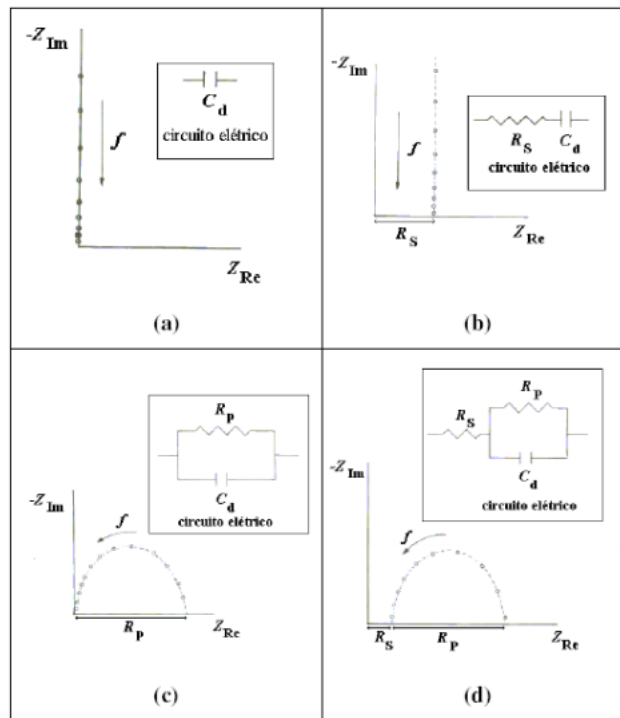 -Z Im
C d
circuito elétrico
f
Z Re
(a)
-Z Im
R S C d
circuito elétrico
f
R S
Z Re
(b)
R p
C d
circuito elétrico
-Z Im
f
R p
Z Re
(c)
R P
R S
C d
circuito elétrico
-Z Im
f
R S R P
Z Re
(d)